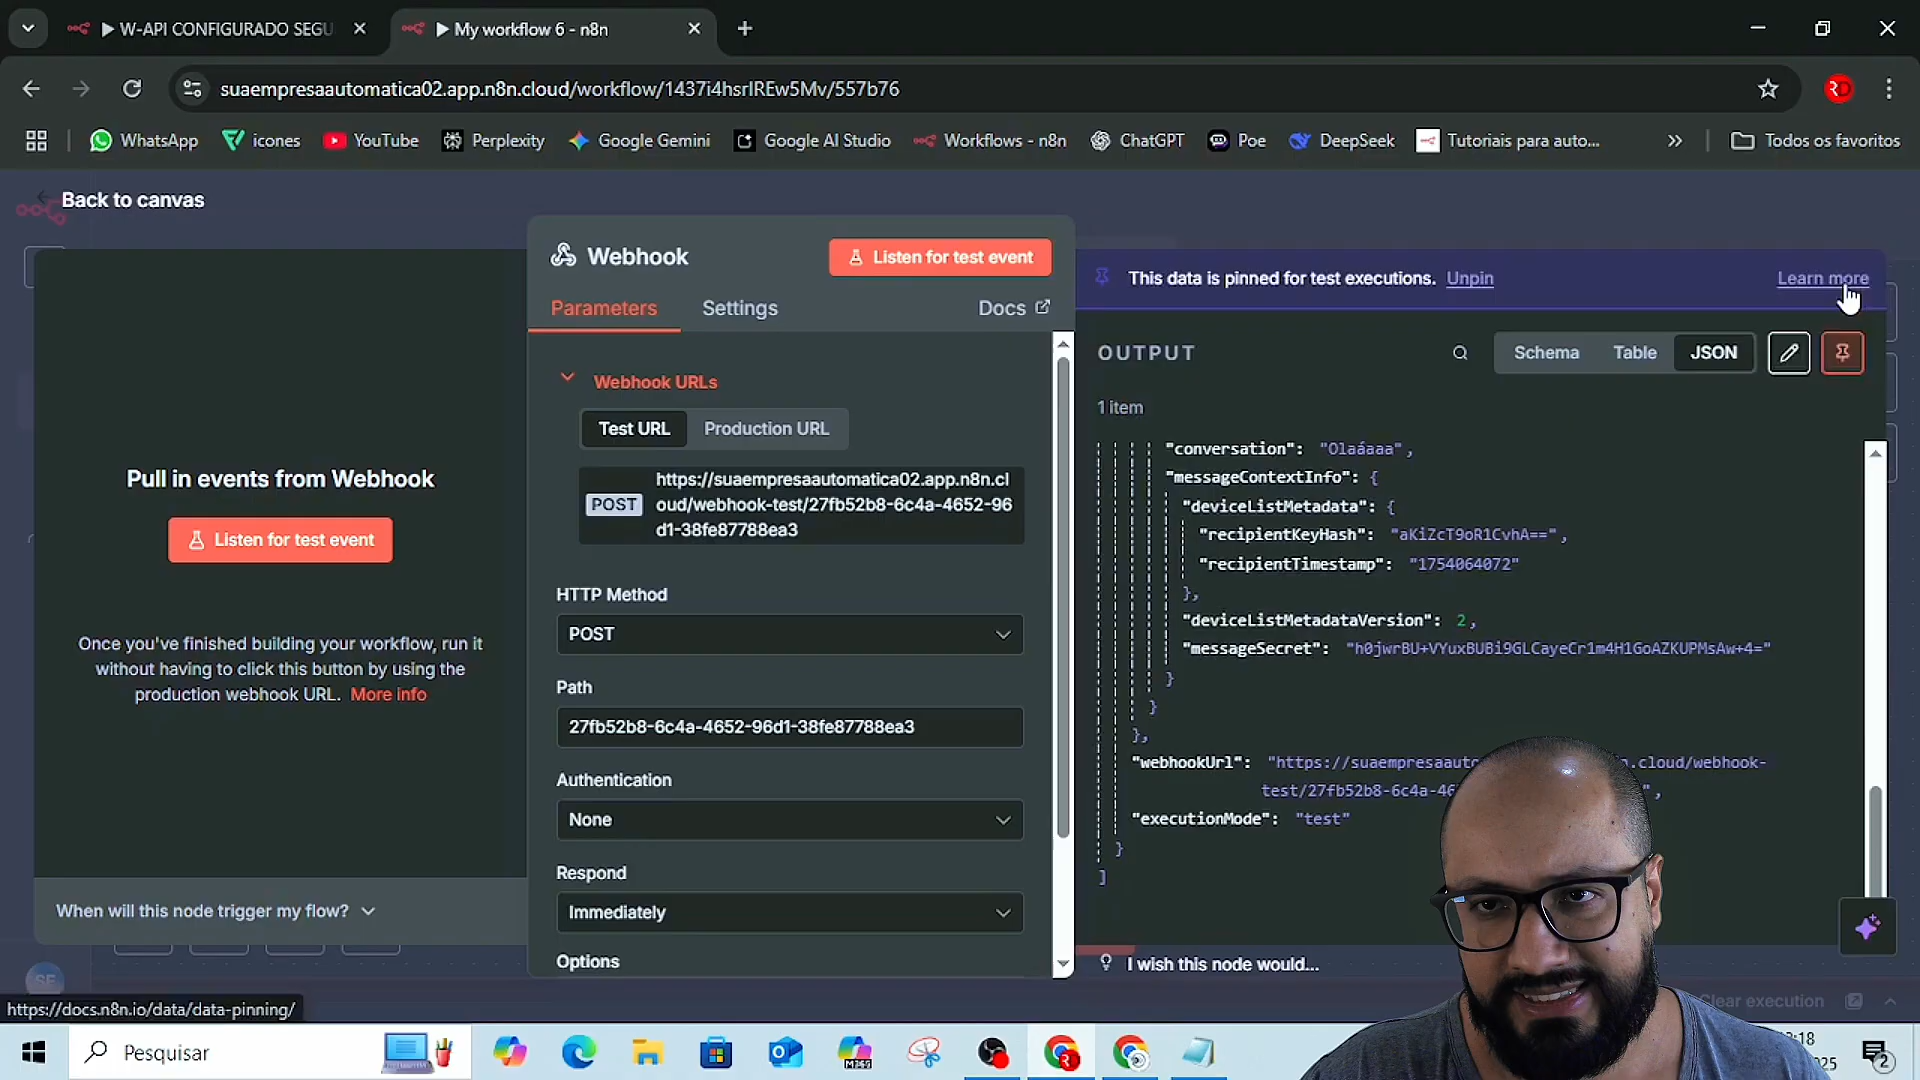 W-API CONFIGURADO SEGU
My workflow 6 - n8n
suaempresaautomatica02.app.n8n.cloud/workflow/1437i4hsrIREw5Mv/557b76
WhatsApp
icones
YouTube
Perplexity
Google Gemini
Google AI Studio
Workflows - n8n
ChatGPT
Poe
DeepSeek
Tutoriais para auto...
Todos os favoritos
Back to canvas
Pull in events from Webhook
Listen for test event
Once you've finished building your workflow, run it
without having to click this button by using the
production webhook URL. More info
When will this node trigger my flow?
Webhook
Listen for test event
Parameters
Settings
Docs
Webhook URLs
Test URL
Production URL
POST
https://suaempresaautomatica02.app.n8n.cl
oud/webhook-test/27fb52b8-6c4a-4652-96
d1-38fe87788ea3
HTTP Method
POST
Path
27fb52b8-6c4a-4652-96d1-38fe87788ea3
Authentication
None
Respond
Immediately
Options
This data is pinned for test executions. Unpin
Learn more
OUTPUT
Schema
Table
JSON
1 item
"conversation": "Olaáaaa",
"messageContextInfo": {
"deviceListMetadata": {
"recipientKeyHash": "aKiZcT9oR1CvhA==",
"recipientTimestamp": "1754064072"
},
"deviceListMetadataVersion": 2,
"messageSecret": "h0jwrBU+VYuxBUBi9GLCayeCr1m4H1GoAZKUPMsAw+4="
}
}
},
"webhookUrl": "https://suaempresaauto n.cloud/webhook-
test/27fb52b8-6c4a-46 ",
"executionMode": "test"
}
]
I wish this node would...
Clear execution
SE
https://docs.n8n.io/data/data-pinning/
Pesquisar
M365
:18
025
2